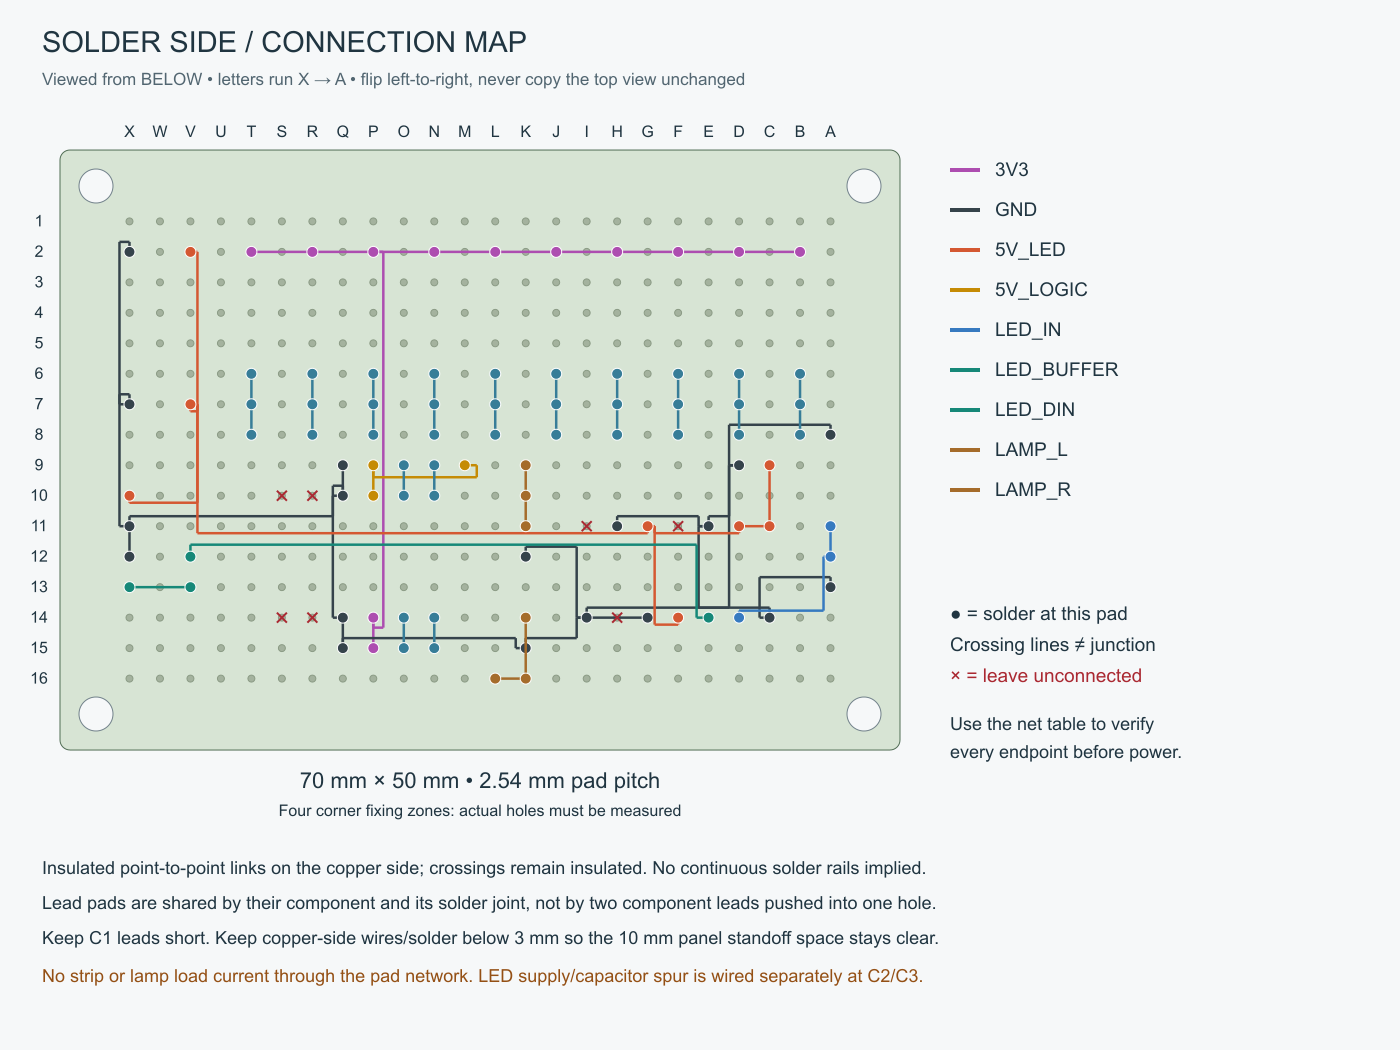 SOLDER SIDE / CONNECTION MAP
Viewed from BELOW • letters run X → A • flip left-to-right, never copy the top view unchanged
X W V U T S R Q P O N M L K J I H G F E D C B A
1
2
3
4
5
6
7
8
9
10
11
12
13
14
15
16
3V3
GND
5V_LED
5V_LOGIC
LED_IN
LED_BUFFER
LED_DIN
LAMP_L
LAMP_R
● = solder at this pad
Crossing lines ≠ junction
× = leave unconnected
Use the net table to verify
every endpoint before power.
70 mm × 50 mm • 2.54 mm pad pitch
Four corner fixing zones: actual holes must be measured
Insulated point-to-point links on the copper side; crossings remain insulated. No continuous solder rails implied.
Lead pads are shared by their component and its solder joint, not by two component leads pushed into one hole.
Keep C1 leads short. Keep copper-side wires/solder below 3 mm so the 10 mm panel standoff space stays clear.
No strip or lamp load current through the pad network. LED supply/capacitor spur is wired separately at C2/C3.